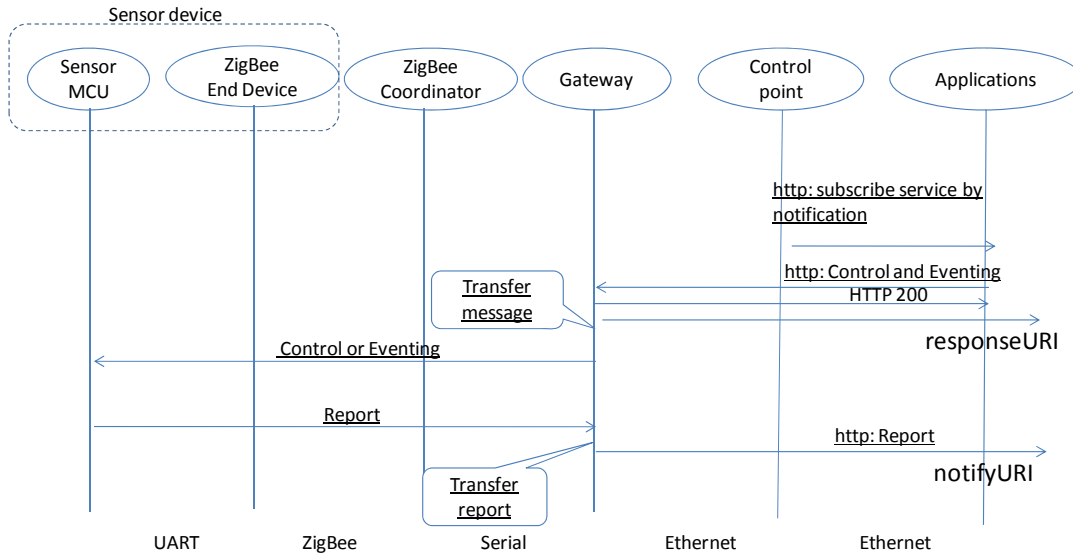 Sensor device
Sensor
MCU
ZigBee
End Device
ZigBee
Coordinator
Gateway
Control
point
Applications
http: subscribe service by
notification
http: Control and Eventing
HTTP 200
Transfer
message
responseURI
Control or Eventing
Report
http: Report
notifyURI
Transfer
report
UART
ZigBee
Serial
Ethernet
Ethernet